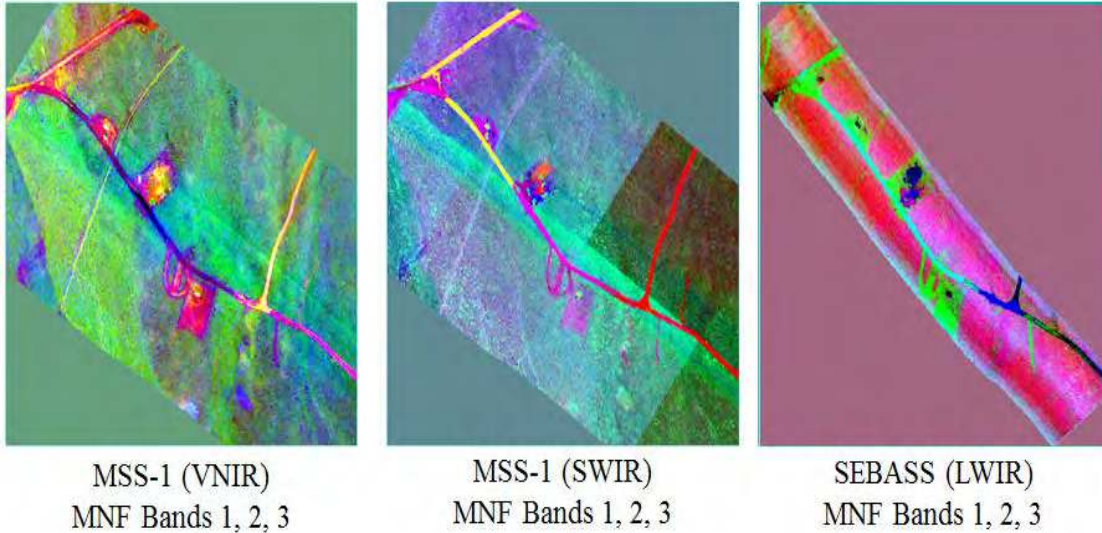 MSS-1 (VNIR)
MNF Bands 1, 2, 3
MSS-1 (SWIR)
MNF Bands 1, 2, 3
SEBASS (LWIR)
MNF Bands 1, 2, 3